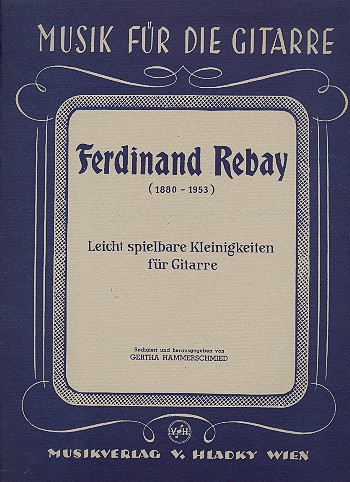 MUSIK FÜR DIE GITARRE
Ferdinand Rebay
(1880 - 1953)
Leicht spielbare Kleinigkeiten
für Gitarre
Redigiert und herausgegeben von
GERTHA HAMMERSCHMIED
VH
MUSIKVERLAG V. HLADKY WIEN